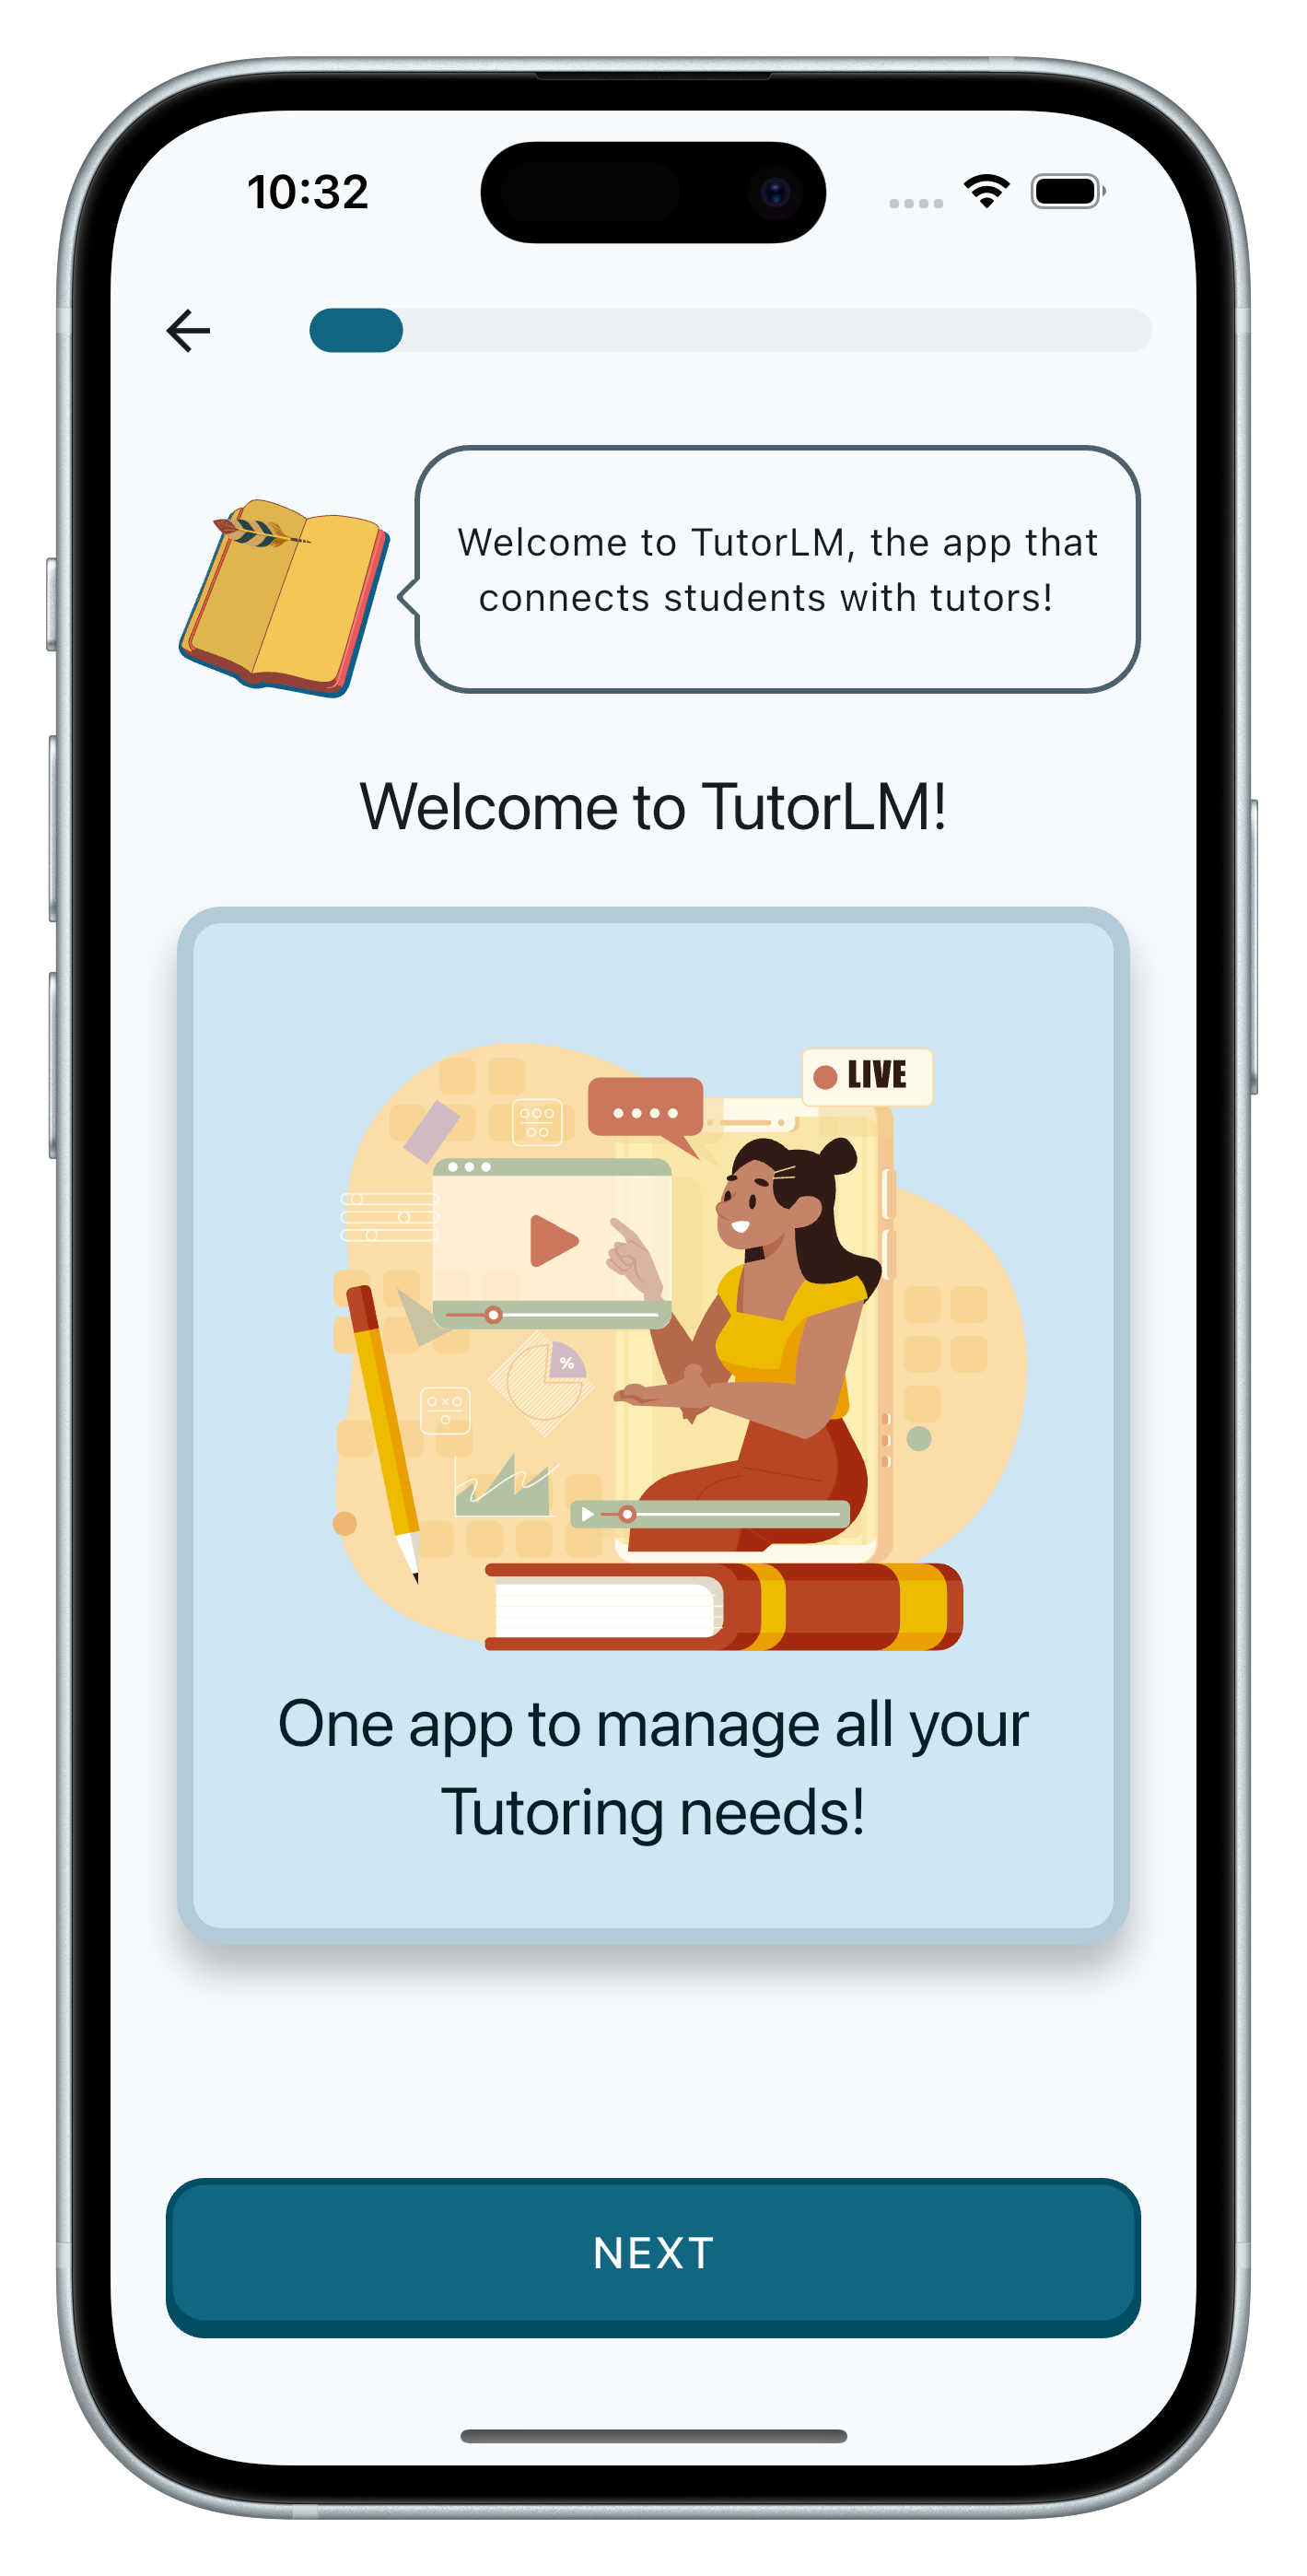 10:32
Welcome to TutorLM, the app that
connects students with tutors!
Welcome to TutorLM!
LIVE
%
One app to manage all your
Tutoring needs!
NEXT